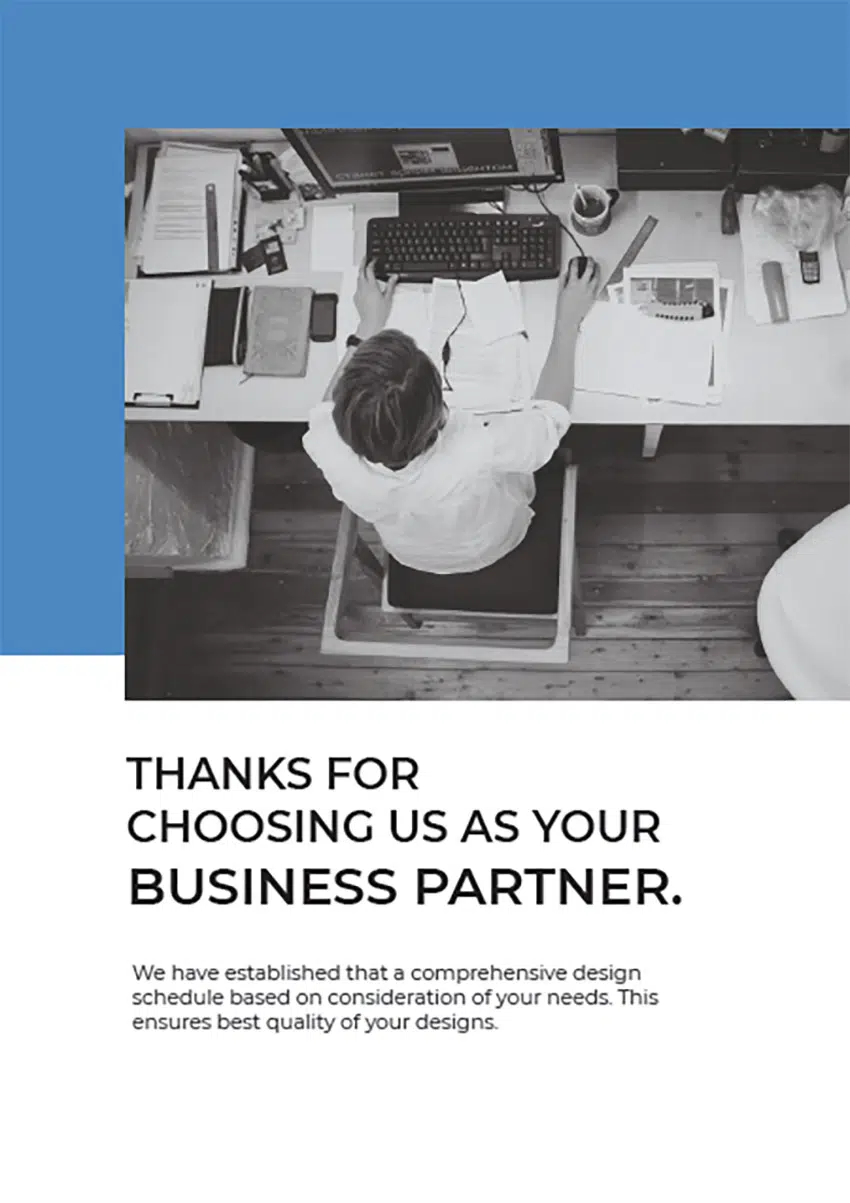 THANKS FOR
CHOOSING US AS YOUR
BUSINESS PARTNER.
We have established that a comprehensive design
schedule based on consideration of your needs. This
ensures best quality of your designs.